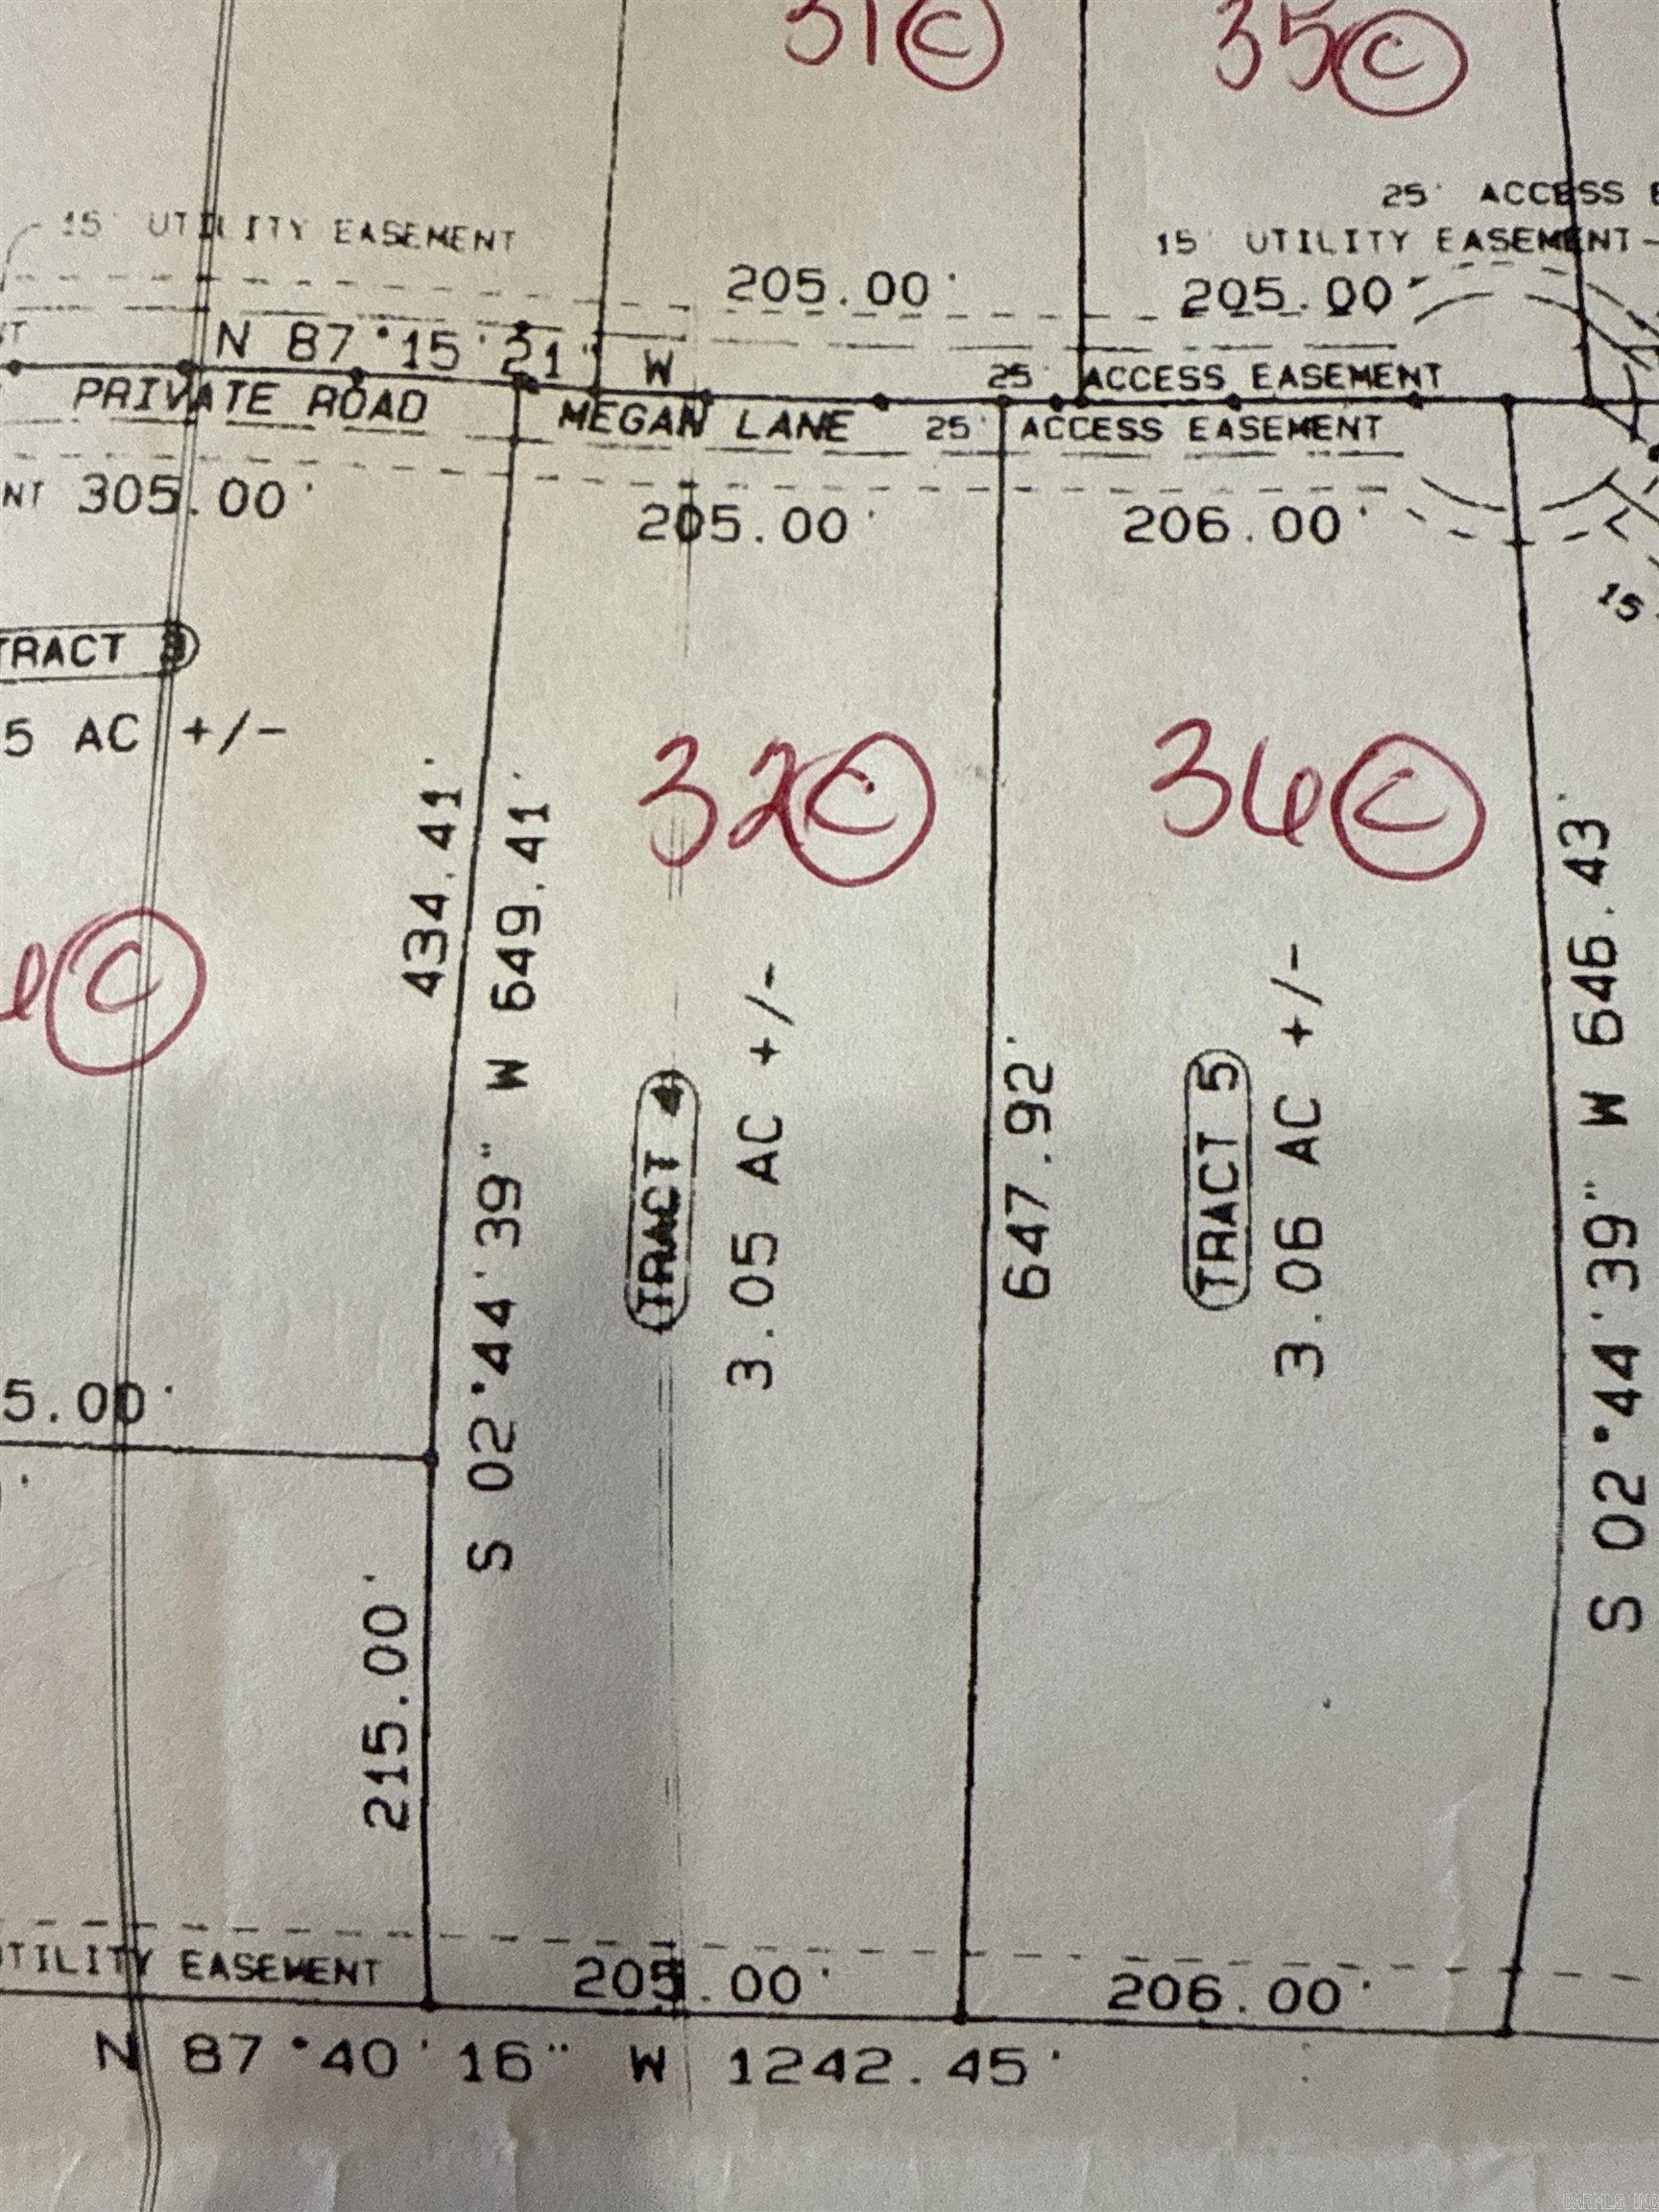 31 C
35 C
25' ACCESS
15' UTILITY EASEMENT
15' UTILITY EASEMENT
205.00'
205.00'
N 87°15'21" W
25' ACCESS EASEMENT
PRIVATE ROAD
MEGAN LANE
25' ACCESS EASEMENT
305.00'
205.00'
206.00'
15'
TRACT 3
5 AC +/-
32 C
36 C
434.41'
S 02°44'39" W 649.41'
C
TRACT 4
3.05 AC +/-
647.92'
TRACT 5
3.06 AC +/-
S 02°44'39" W 646.43'
5.00'
215.00'
UTILITY EASEMENT
205.00'
206.00'
N 87°40'16" W 1242.45'
CARMLS INC